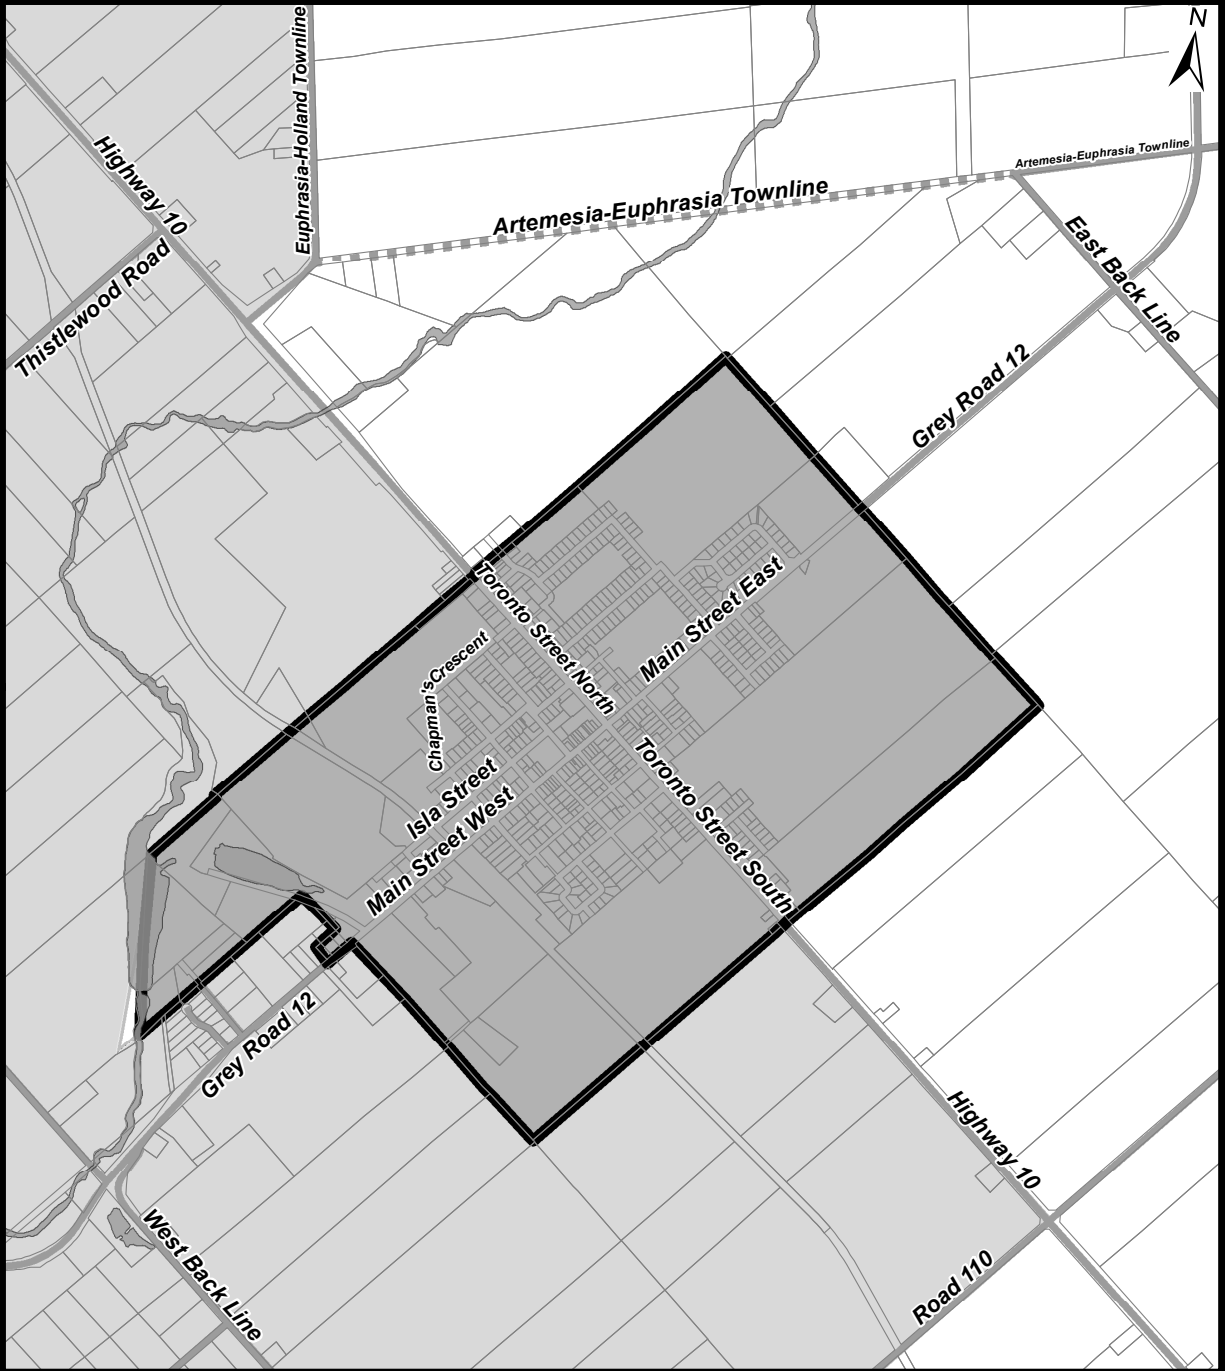 N
Euphrasia-Holland Townline
Highway 10
Artemesia-Euphrasia Townline
Artemesia-Euphrasia Townline
Thistlewood Road
East Back Line
Grey Road 12
Toronto Street North
Main Street East
Chapman's Crescent
Isla Street
Main Street West
Toronto Street South
Grey Road 12
Highway 10
West Back Line
Road 110